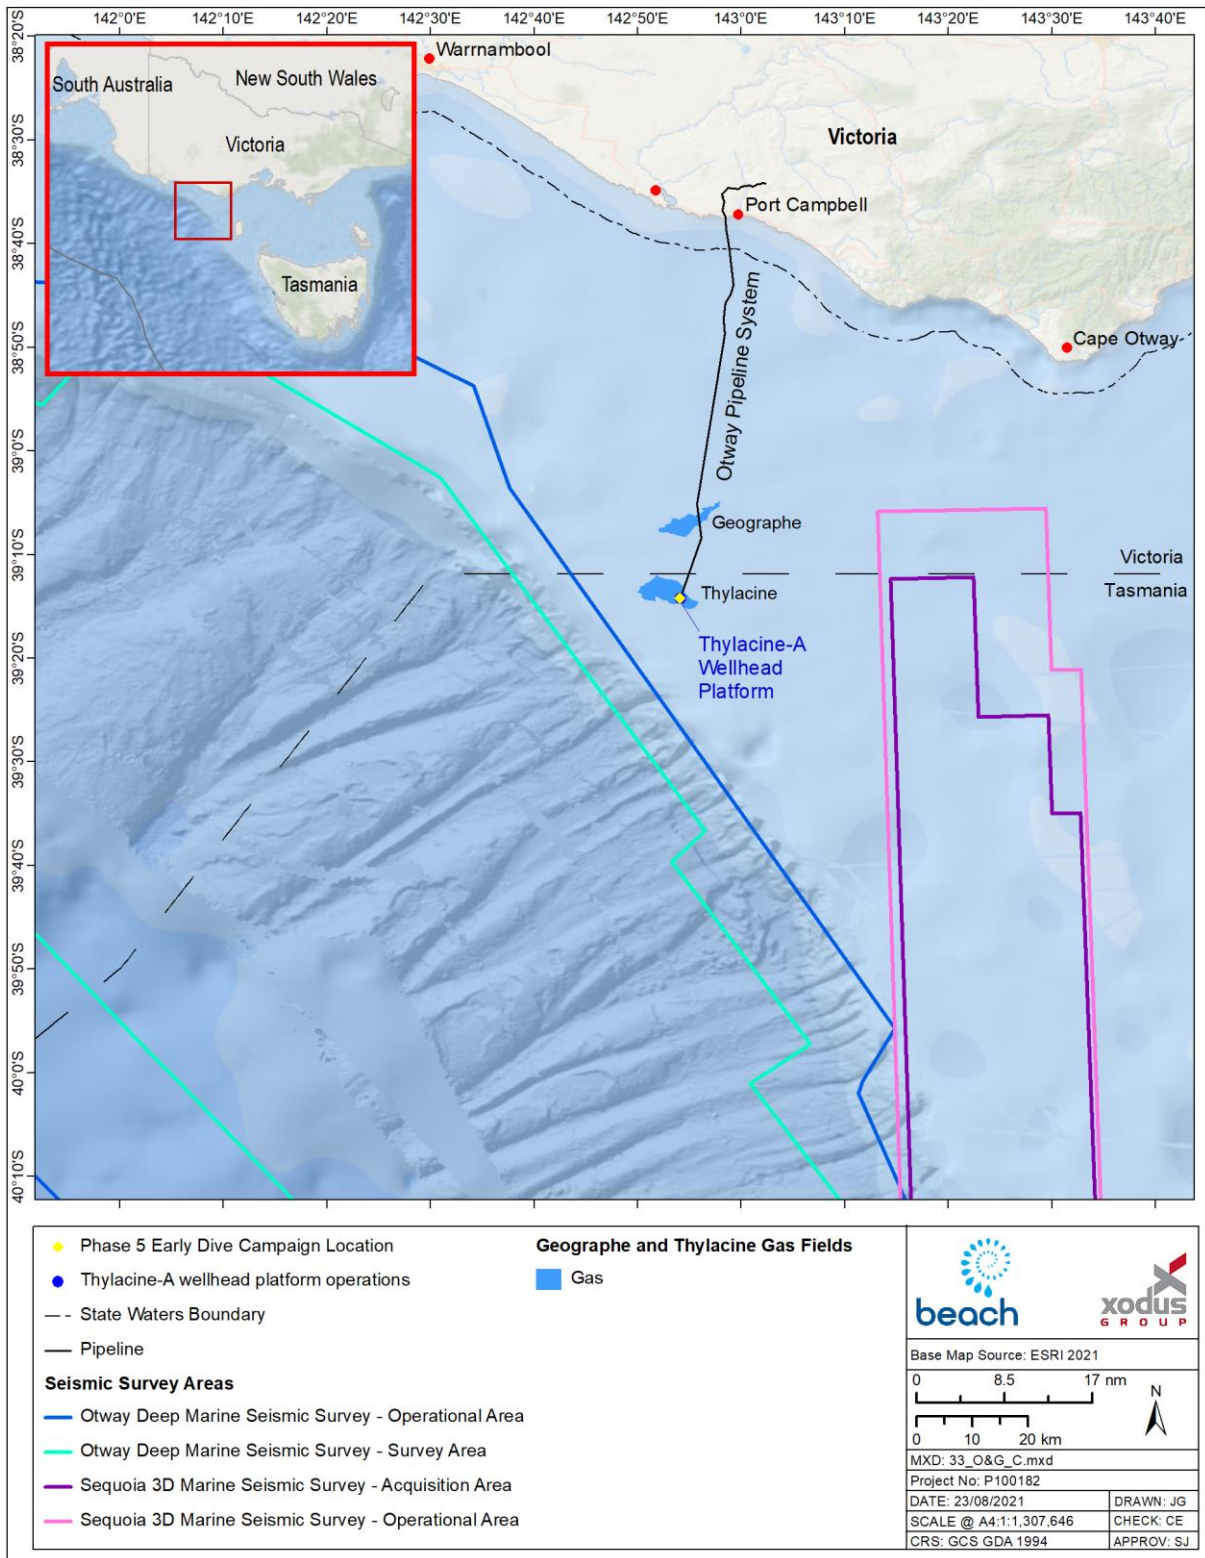 142°0'E 142°10'E 142°20'E 142°30'E 142°40'E 142°50'E 143°0'E 143°10'E 143°20'E 143°30'E 143°40'E
38°20'S
38°30'S
38°40'S
38°50'S
39°0'S
39°10'S
39°20'S
39°30'S
39°40'S
39°50'S
40°0'S
40°10'S
South Australia
New South Wales
Victoria
Tasmania
Warrnambool
Victoria
Port Campbell
Cape Otway
Otway Pipeline System
Geographe
Victoria
Tasmania
Thylacine
Thylacine-A
Wellhead
Platform
Phase 5 Early Dive Campaign Location
Thylacine-A wellhead platform operations
State Waters Boundary
Pipeline
Seismic Survey Areas
Otway Deep Marine Seismic Survey - Operational Area
Otway Deep Marine Seismic Survey - Survey Area
Sequoia 3D Marine Seismic Survey - Acquisition Area
Sequoia 3D Marine Seismic Survey - Operational Area
Geographe and Thylacine Gas Fields
Gas
beach
xodus
GROUP
Base Map Source: ESRI 2021
0 8.5 17 nm
N
0 10 20 km
MXD: 33_O&G_C.mxd
Project No: P100182
DATE: 23/08/2021 DRAWN: JG
SCALE @ A4:1:1,307,646 CHECK: CE
CRS: GCS GDA 1994 APPROV: SJ